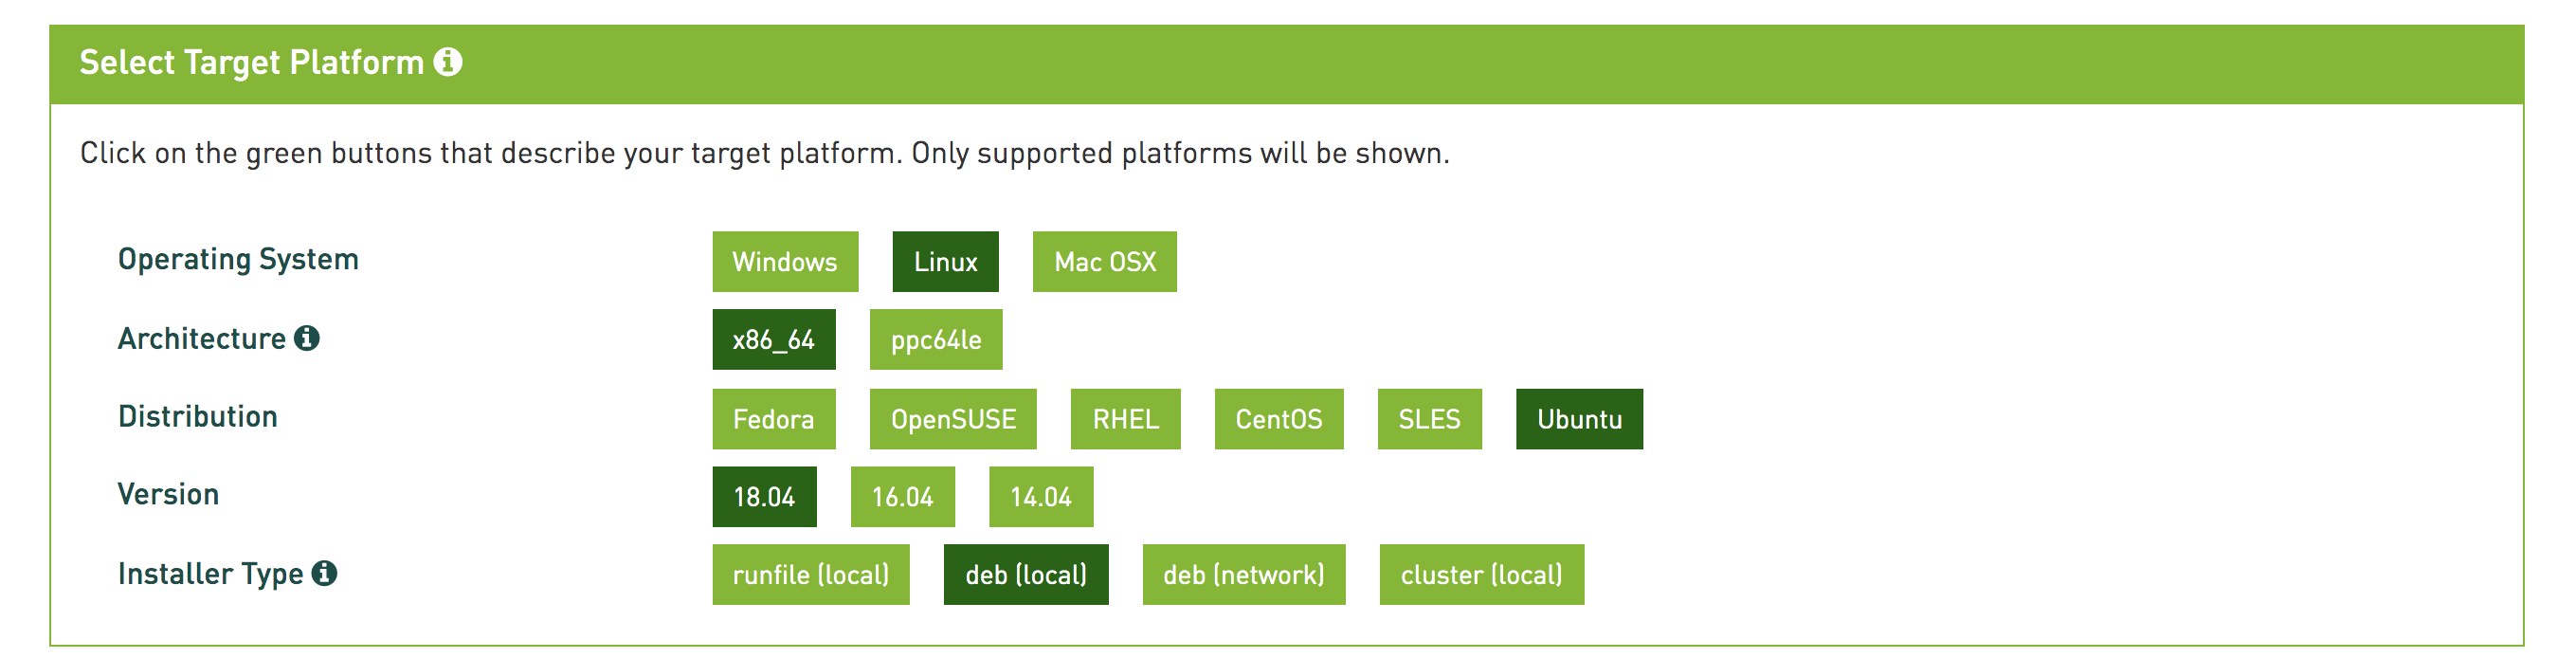 Select Target Platform
Click on the green buttons that describe your target platform. Only supported platforms will be shown.
Operating System Windows Linux Mac OSX
Architecture x86_64 ppc64le
Distribution Fedora OpenSUSE RHEL CentOS SLES Ubuntu
Version 18.04 16.04 14.04
Installer Type runfile (local) deb (local) deb (network) cluster (local)